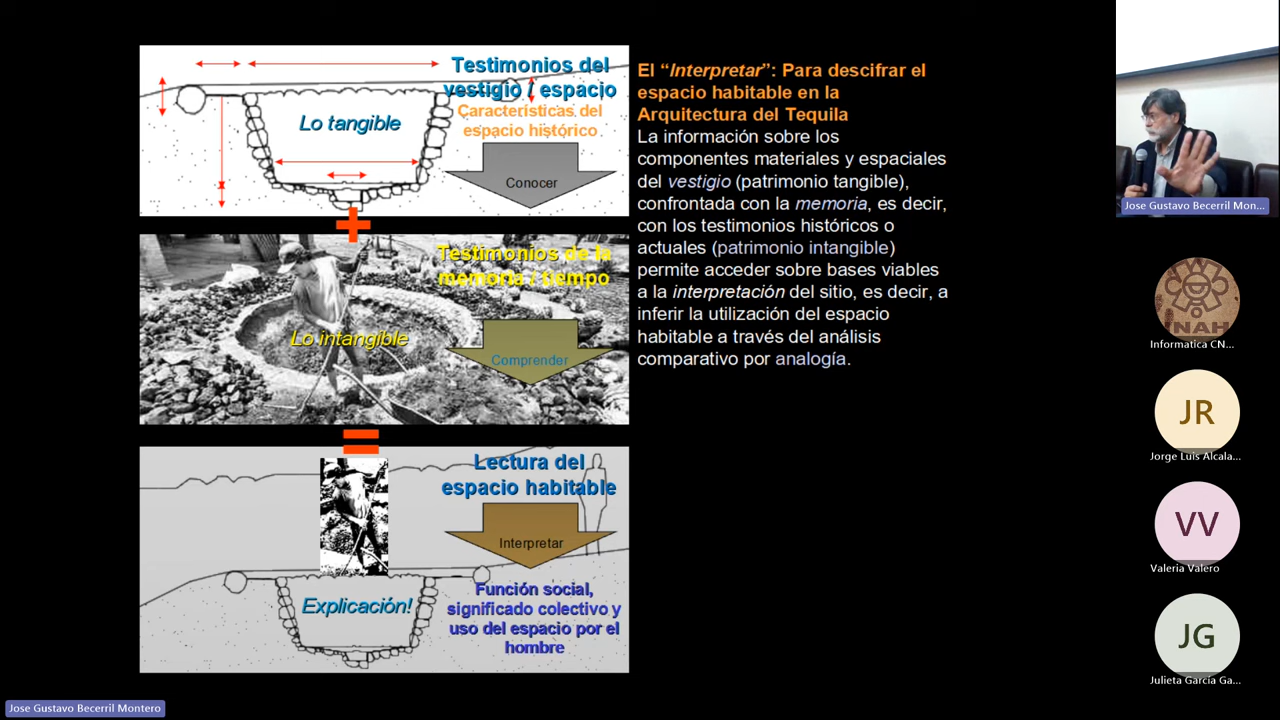 Testimonios del
vestigio / espacio
Características del
espacio histórico
Lo tangible
Conocer
+
Testimonios de la
memoria / tiempo
Lo intangible
Comprender
=
Lectura del
espacio habitable
Interpretar
Explicación!
Función social,
significado colectivo y
uso del espacio por el
hombre
El “Interpretar”: Para descifrar el
espacio habitable en la
Arquitectura del Tequila
La información sobre los
componentes materiales y espaciales
del vestigio (patrimonio tangible),
confrontada con la memoria, es decir,
con los testimonios históricos o
actuales (patrimonio intangible)
permite acceder sobre bases viables
a la interpretación del sitio, es decir, a
inferir la utilización del espacio
habitable a través del análisis
comparativo por analogía.
Jose Gustavo Becerril Mon...
INAH
Informatica CN...
JR
Jorge Luis Alcala...
VV
Valeria Valero
JG
Julieta García Ga...
Jose Gustavo Becerril Montero